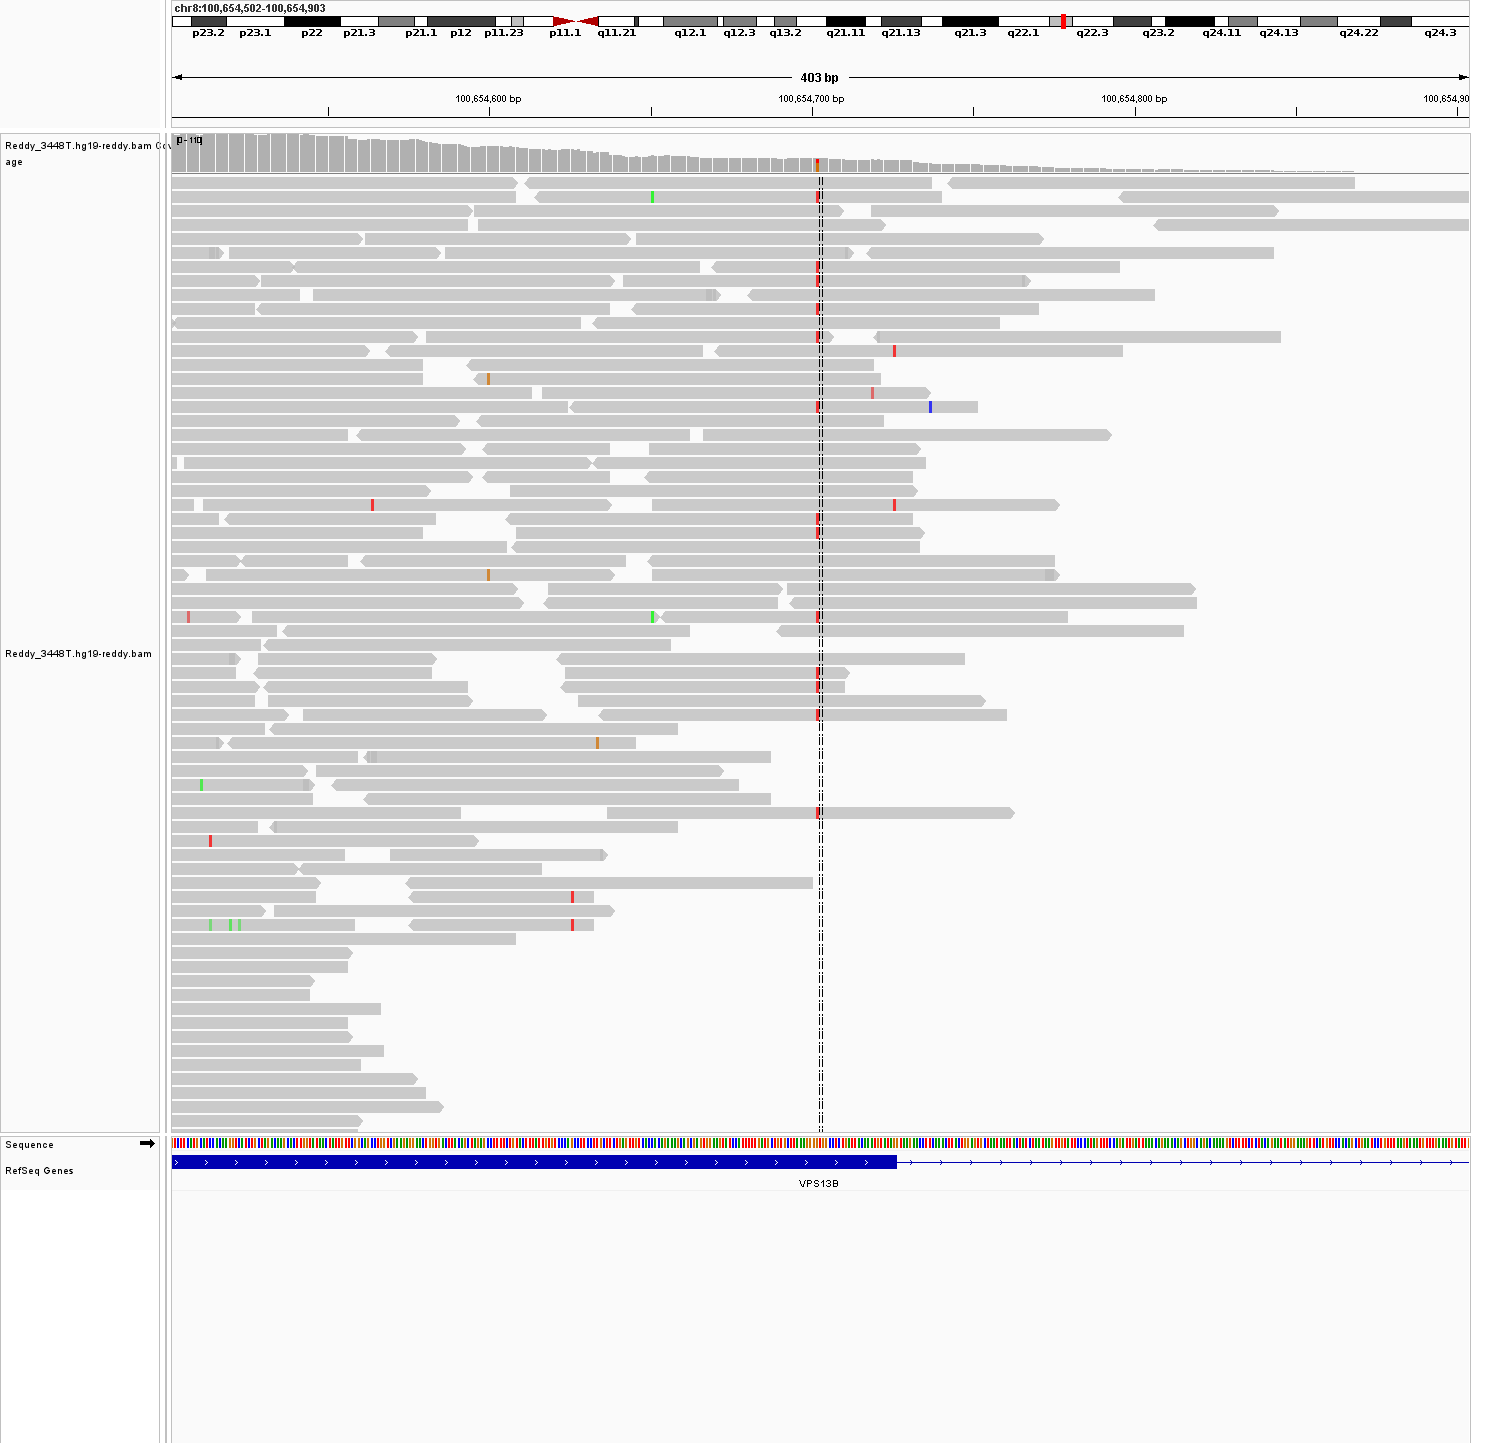 chr8:100,654,502-100,654,903
p23.2 p23.1 p22 p21.3 p21.1 p12 p11.23 p11.1 q11.21 q12.1 q12.3 q13.2 q21.11 q21.13 q21.3 q22.1 q22.3 q23.2 q24.11 q24.13 q24.22 q24.3
403 bp
100,654,600 bp 100,654,700 bp 100,654,800 bp 100,654,90
Reddy_3448T.hg19-reddy.bam Cov
age
Reddy_3448T.hg19-reddy.bam
Sequence
RefSeq Genes
VPS13B